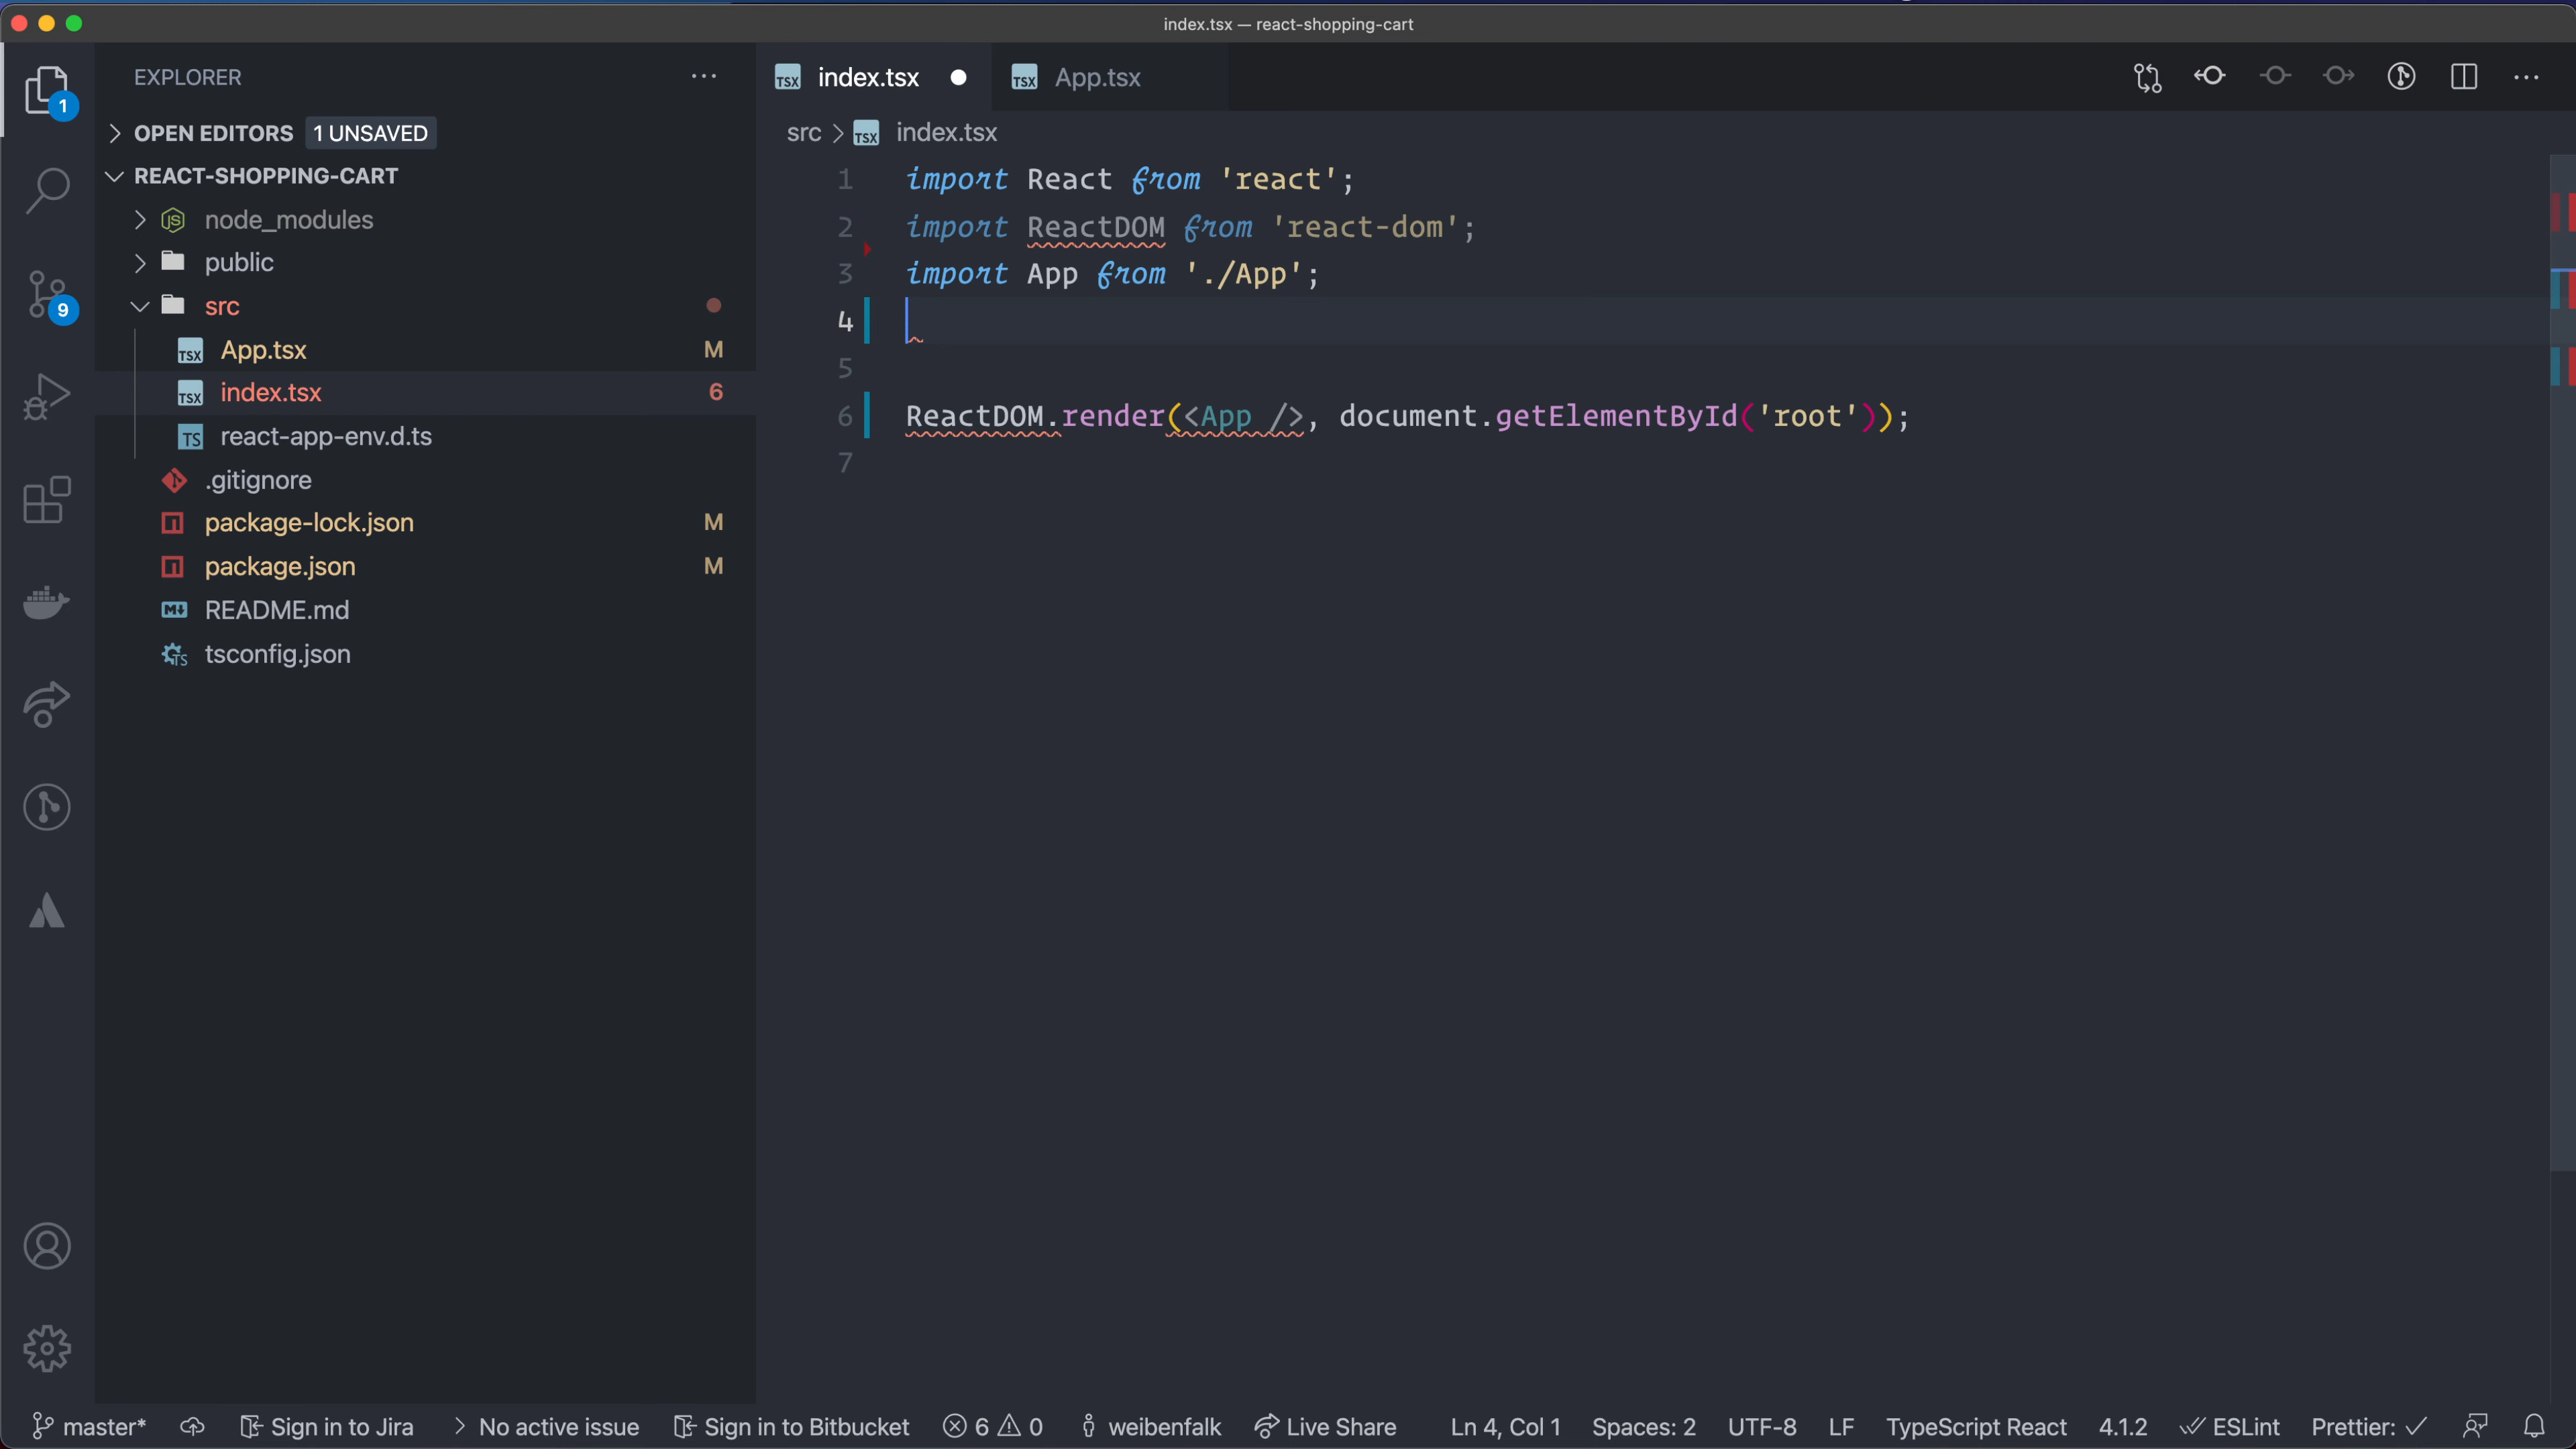 index.tsx — react-shopping-cart
EXPLORER
1
OPEN EDITORS 1 UNSAVED
REACT-SHOPPING-CART
node_modules
public
src
App.tsx M
index.tsx 6
react-app-env.d.ts
.gitignore
package-lock.json M
package.json M
README.md
tsconfig.json
9
TSX index.tsx
TSX App.tsx
src > TSX index.tsx
1 import React from 'react';
2 import ReactDOM from 'react-dom';
3 import App from './App';
4
5
6 ReactDOM.render(<App />, document.getElementById('root'));
7
master* Sign in to Jira No active issue Sign in to Bitbucket 6 0 weibenfalk Live Share Ln 4, Col 1 Spaces: 2 UTF-8 LF TypeScript React 4.1.2 ESLint Prettier: ✓